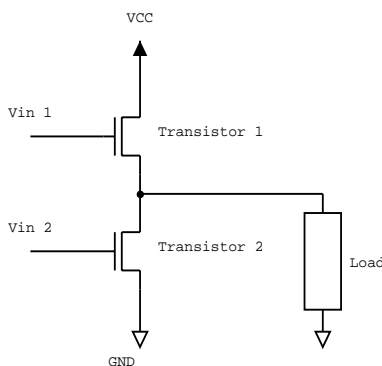 VCC
Vin 1
Transistor 1
Vin 2
Transistor 2
Load
GND